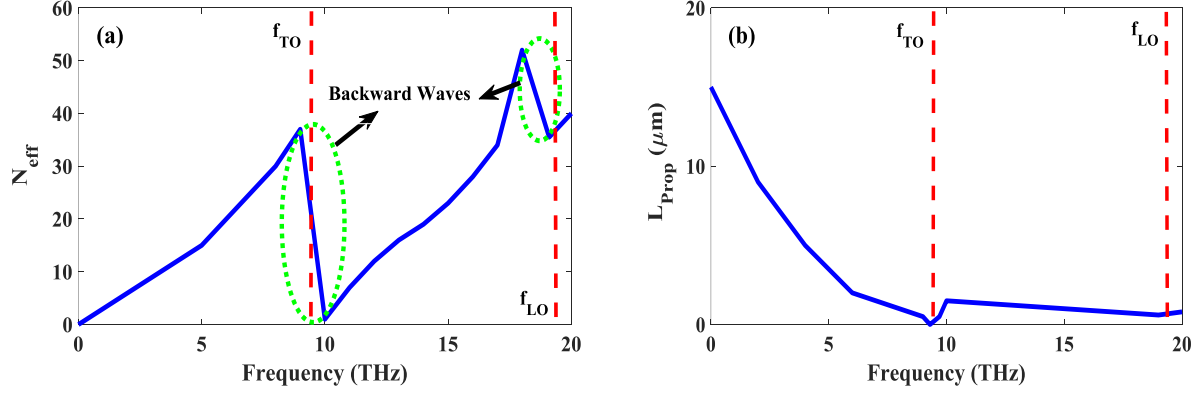 (a)
f_TO
Backward Waves
f_LO
N_eff
60
50
40
30
20
10
0
0 5 10 15 20
Frequency (THz)
(b)
f_TO
f_LO
L_Prop (μm)
20
10
0
0 5 10 15 20
Frequency (THz)